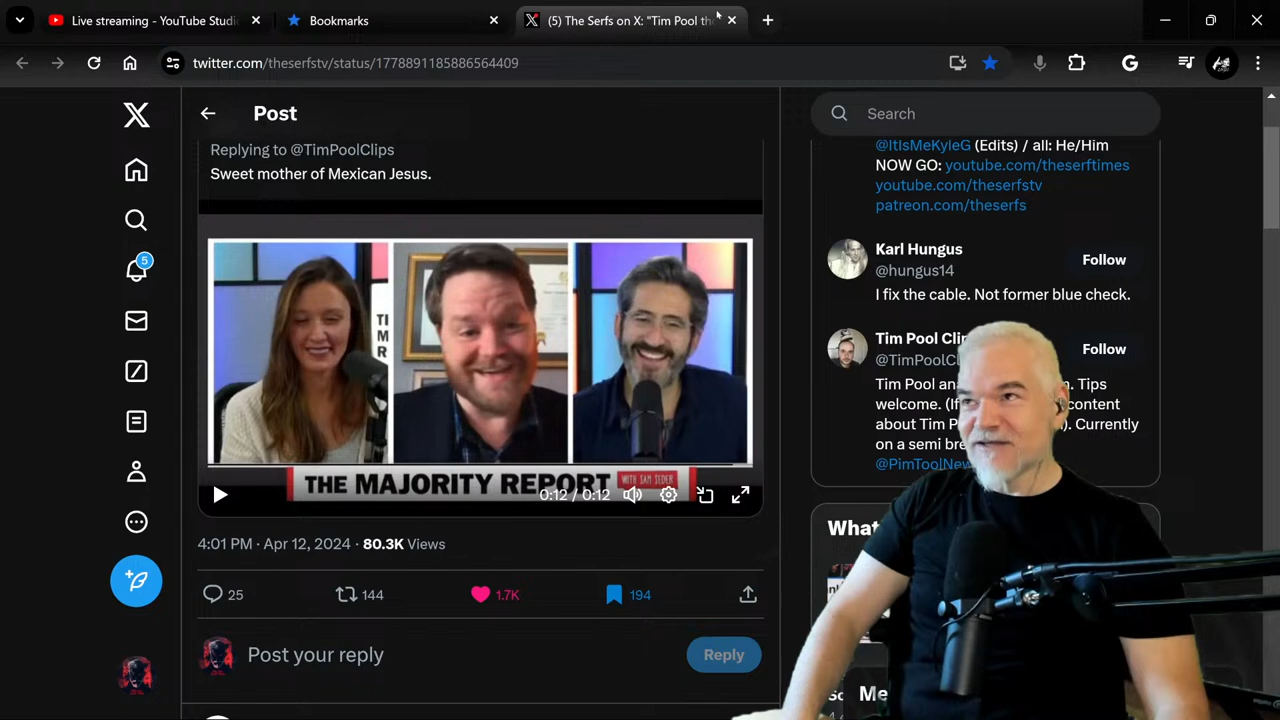 Live streaming - YouTube Studi
Bookmarks
(5) The Serfs on X: "Tim Pool th
twitter.com/theserfstv/status/1778891185886564409
G
Post
Replying to @TimPoolClips
Sweet mother of Mexican Jesus.
TI
M
R
THE MAJORITY REPORT
WITH SAM SEDER
0:12 / 0:12
4:01 PM · Apr 12, 2024 · 80.3K Views
25
144
1.7K
194
Post your reply
Reply
5
Search
@ItIsMeKyleG (Edits) / all: He/Him
NOW GO: youtube.com/theserftimes
youtube.com/theserfstv
patreon.com/theserfs
Karl Hungus
@hungus14
Follow
I fix the cable. Not former blue check.
Tim Pool Clip
@TimPoolCl
Follow
Tim Pool an n. Tips
welcome. (If content
about Tim P ). Currently
on a semi bre
@PimToolNew
What
Me